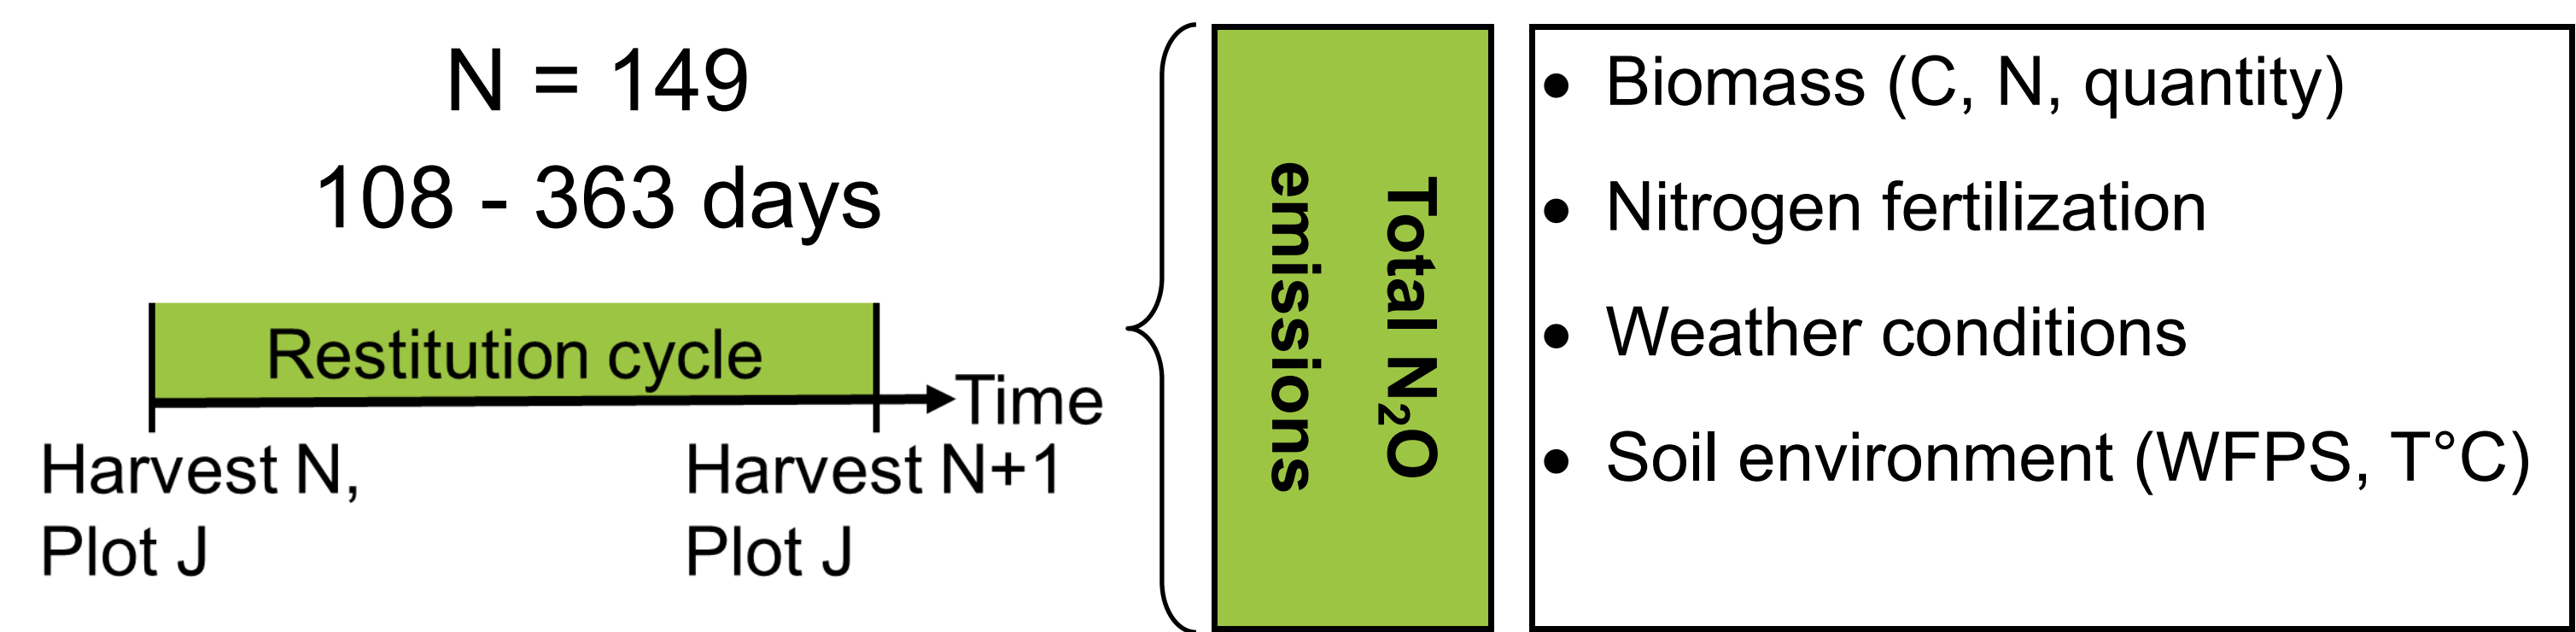 N = 149
108 - 363 days
Restitution cycle
Time
Harvest N,
Plot J
Harvest N+1
Plot J
Total N₂O
emissions
• Biomass (C, N, quantity)
• Nitrogen fertilization
• Weather conditions
• Soil environment (WFPS, T°C)